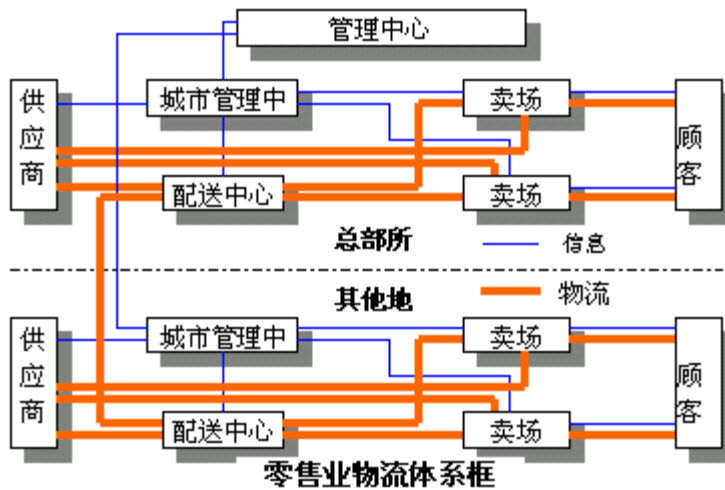 管理中心
供应商
城市管理中
卖场
顾客
配送中心
卖场
总部所
信息
其他地
物流
供应商
城市管理中
卖场
顾客
配送中心
卖场
零售业物流体系框